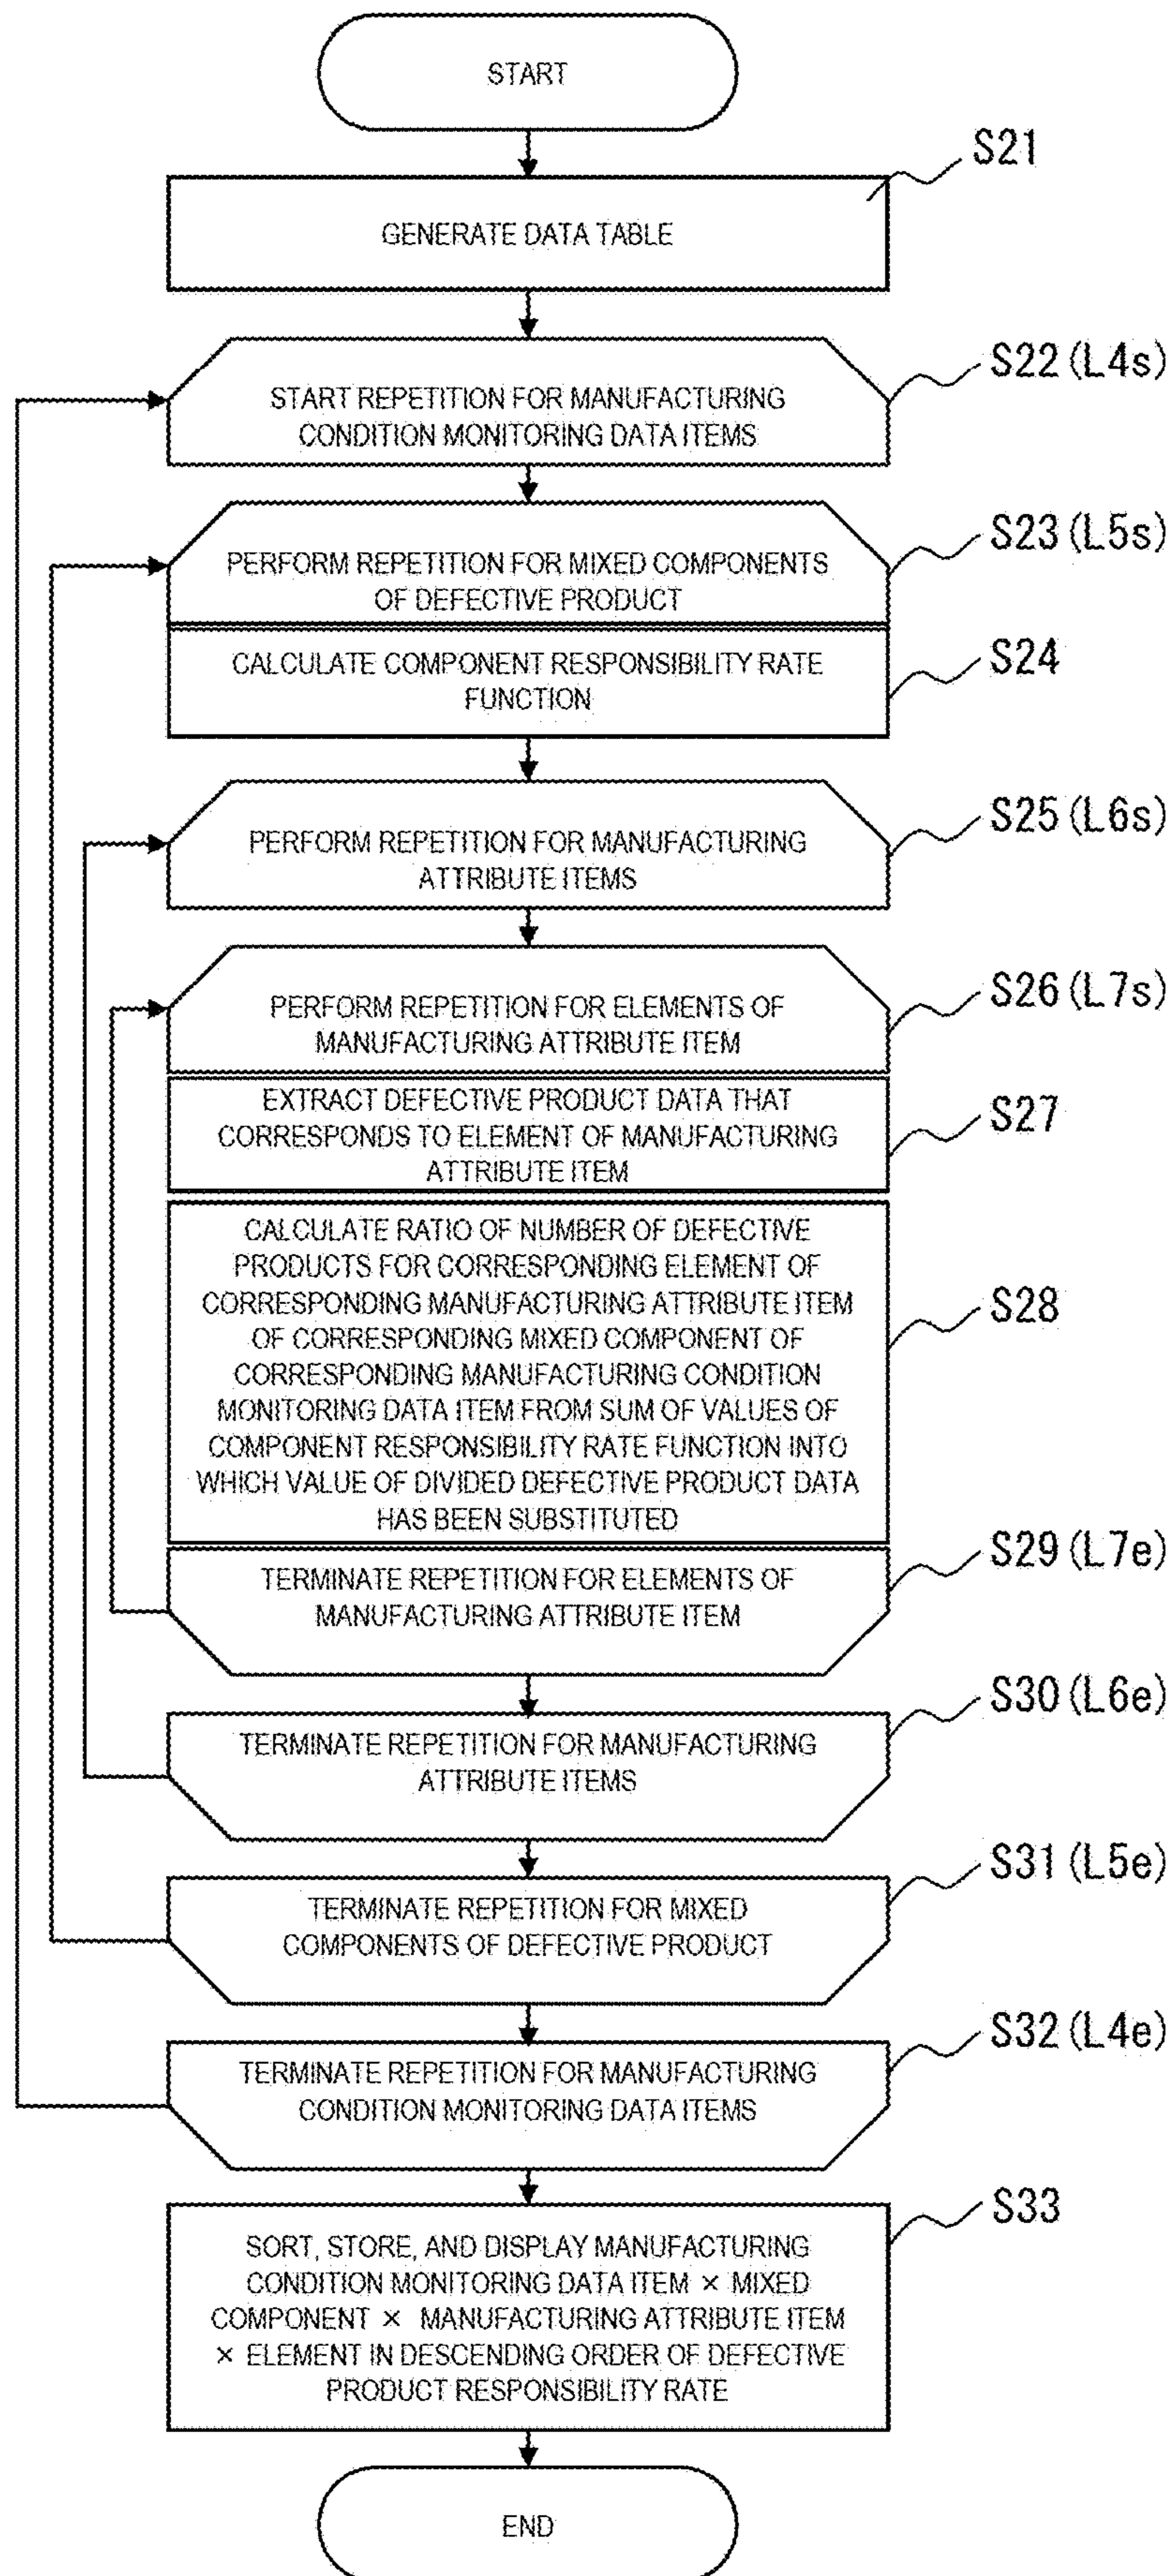 START
S21
GENERATE DATA TABLE
S22 (L4s)
START REPETITION FOR MANUFACTURING
CONDITION MONITORING DATA ITEMS
S23 (L5s)
PERFORM REPETITION FOR MIXED COMPONENTS
OF DEFECTIVE PRODUCT
S24
CALCULATE COMPONENT RESPONSIBILITY RATE
FUNCTION
S25 (L6s)
PERFORM REPETITION FOR MANUFACTURING
ATTRIBUTE ITEMS
S26 (L7s)
PERFORM REPETITION FOR ELEMENTS OF
MANUFACTURING ATTRIBUTE ITEM
S27
EXTRACT DEFECTIVE PRODUCT DATA THAT
CORRESPONDS TO ELEMENT OF MANUFACTURING
ATTRIBUTE ITEM
S28
CALCULATE RATIO OF NUMBER OF DEFECTIVE
PRODUCTS FOR CORRESPONDING ELEMENT OF
CORRESPONDING MANUFACTURING ATTRIBUTE ITEM
OF CORRESPONDING MIXED COMPONENT OF
CORRESPONDING MANUFACTURING CONDITION
MONITORING DATA ITEM FROM SUM OF VALUES OF
COMPONENT RESPONSIBILITY RATE FUNCTION INTO
WHICH VALUE OF DIVIDED DEFECTIVE PRODUCT DATA
HAS BEEN SUBSTITUTED
S29 (L7e)
TERMINATE REPETITION FOR ELEMENTS OF
MANUFACTURING ATTRIBUTE ITEM
S30 (L6e)
TERMINATE REPETITION FOR MANUFACTURING
ATTRIBUTE ITEMS
S31 (L5e)
TERMINATE REPETITION FOR MIXED
COMPONENTS OF DEFECTIVE PRODUCT
S32 (L4e)
TERMINATE REPETITION FOR MANUFACTURING
CONDITION MONITORING DATA ITEMS
S33
SORT, STORE, AND DISPLAY MANUFACTURING
CONDITION MONITORING DATA ITEM × MIXED
COMPONENT × MANUFACTURING ATTRIBUTE ITEM
× ELEMENT IN DESCENDING ORDER OF DEFECTIVE
PRODUCT RESPONSIBILITY RATE
END